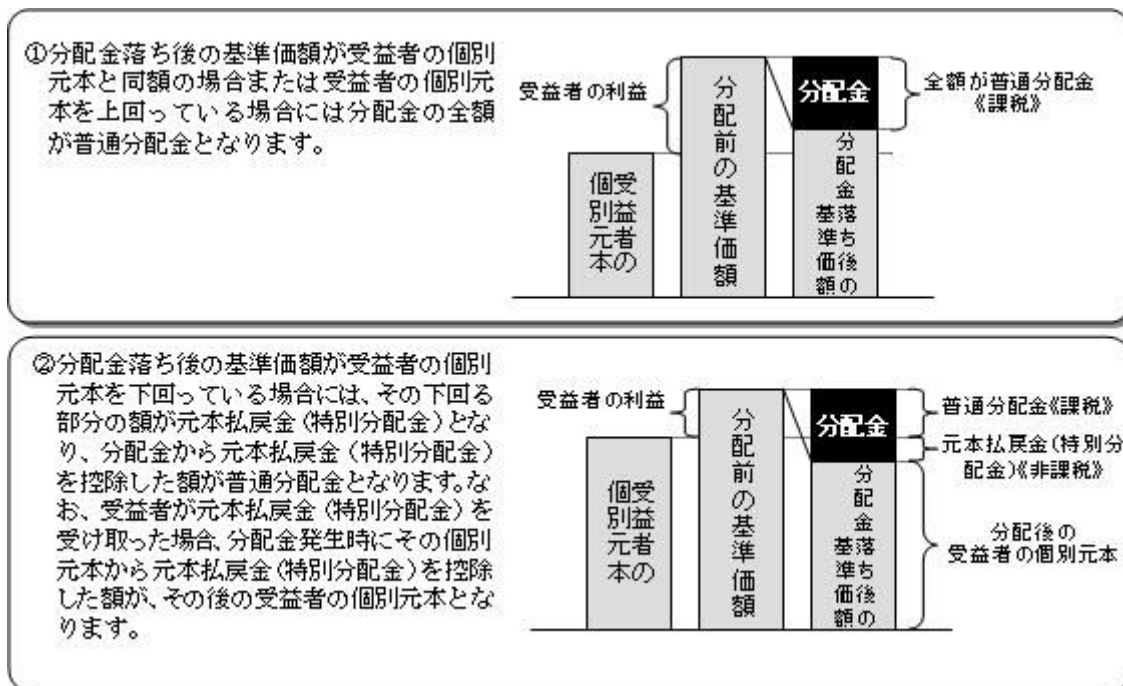 ①分配金落ち後の基準価額が受益者の個別
元本と同額の場合または受益者の個別元
本を上回っている場合には分配金の全額
が普通分配金となります。
受益者の利益
受益者の
個別元本
分配前の基準価額
分配金
分配金落ち後の
基準価額
全額が普通分配金
《課税》
②分配金落ち後の基準価額が受益者の個別
元本を下回っている場合には、その下回る
部分の額が元本払戻金（特別分配金）とな
り、分配金から元本払戻金（特別分配金）
を控除した額が普通分配金となります。な
お、受益者が元本払戻金（特別分配金）を
受け取った場合、分配金発生時にその個別
元本から元本払戻金（特別分配金）を控除
した額が、その後の受益者の個別元本とな
ります。
受益者の利益
受益者の
個別元本
分配前の基準価額
分配金
分配金落ち後の
基準価額
普通分配金《課税》
元本払戻金（特別分
配金）《非課税》
分配後の
受益者の個別元本